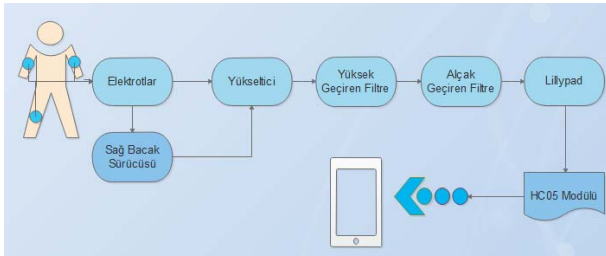 Elektrotlar
Yükseltici
Yüksek
Geçiren Filtre
Alçak
Geçiren Filtre
Lillypad
Sağ Bacak
Sürücüsü
HC05 Modülü